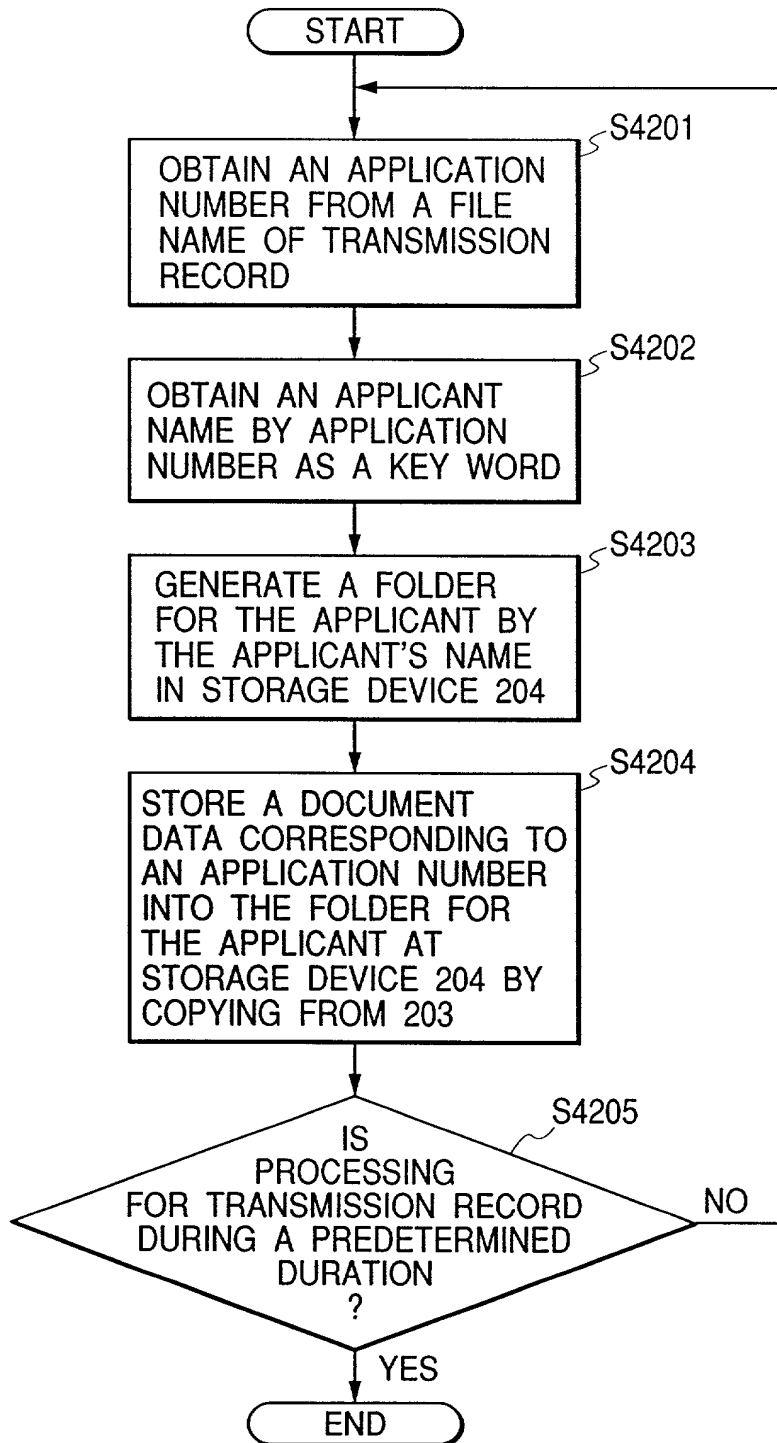 START
S4201
OBTAIN AN APPLICATION
NUMBER FROM A FILE
NAME OF TRANSMISSION
RECORD
S4202
OBTAIN AN APPLICANT
NAME BY APPLICATION
NUMBER AS A KEY WORD
S4203
GENERATE A FOLDER
FOR THE APPLICANT BY
THE APPLICANT'S NAME
IN STORAGE DEVICE 204
S4204
STORE A DOCUMENT
DATA CORRESPONDING TO
AN APPLICATION NUMBER
INTO THE FOLDER FOR
THE APPLICANT AT
STORAGE DEVICE 204 BY
COPYING FROM 203
S4205
IS
PROCESSING
FOR TRANSMISSION RECORD
DURING A PREDETERMINED
DURATION
?
NO
YES
END